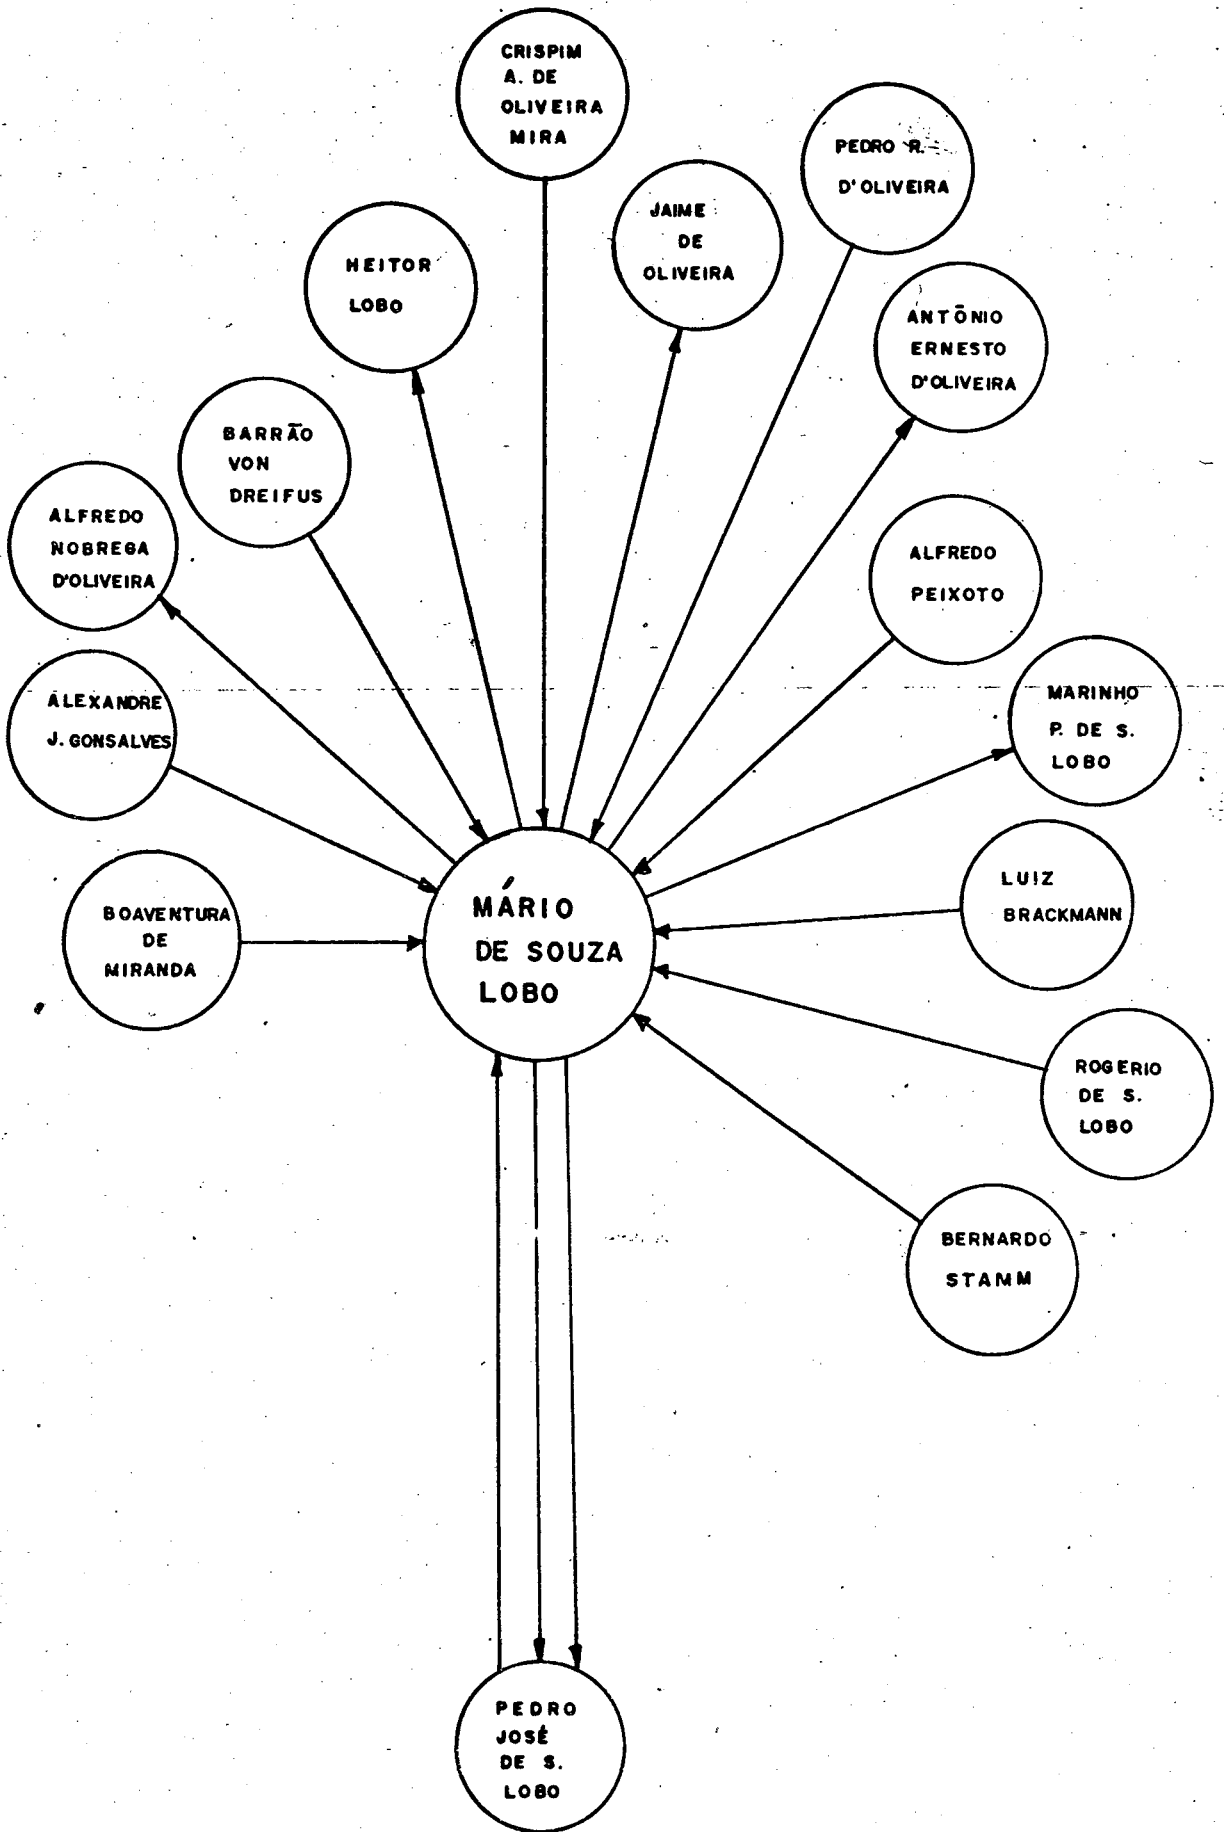 CRISPIM
A. DE
OLIVEIRA
MIRA
PEDRO R.
D'OLIVEIRA
JAIME
DE
OLIVEIRA
HEITOR
LOBO
ANTÕNIO
ERNESTO
D'OLIVEIRA
BARRÃO
VON
DREIFUS
ALFREDO
NOBREGA
D'OLIVEIRA
ALFREDO
PEIXOTO
ALEXANDRE
J. GONSALVES
MARINHO
P. DE S.
LOBO
LUIZ
BRACKMANN
BOAVENTURA
DE
MIRANDA
MÁRIO
DE SOUZA
LOBO
ROGERIO
DE S.
LOBO
BERNARDO
STAMM
PEDRO
JOSÉ
DE S.
LOBO